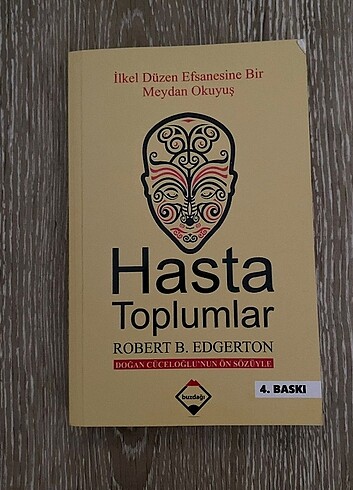 İlkel Düzen Efsanesine Bir
Meydan Okuyuş
Hasta
Toplumlar
ROBERT B. EDGERTON
DOĞAN CÜCELOĞLU'NUN ÖN SÖZÜYLE
buzdağı
4. BASKI